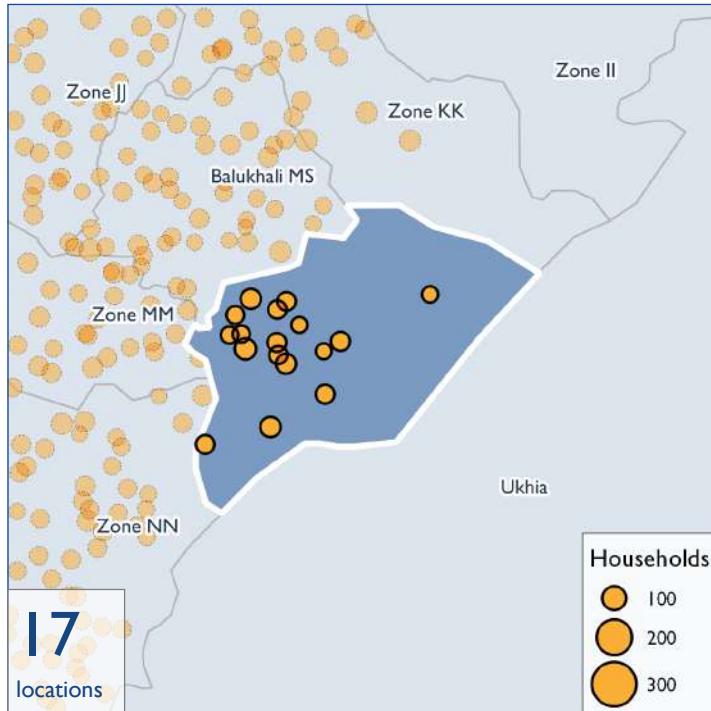 Zone II
Zone JJ
Zone KK
Balukhali MS
Zone MM
Ukhia
Zone NN
Households
100
200
300
17
locations